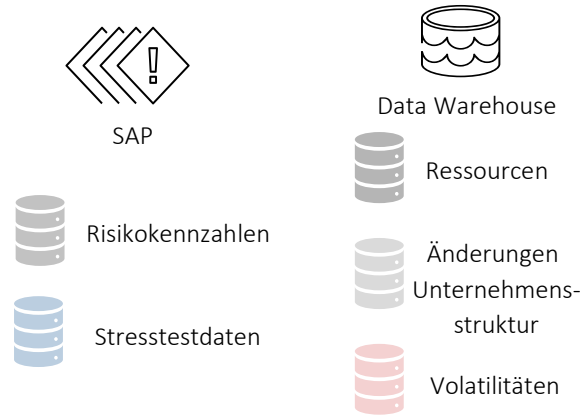 SAP
Risikokennzahlen
Stresstestdaten
Data Warehouse
Ressourcen
Änderungen
Unternehmens-
struktur
Volatilitäten